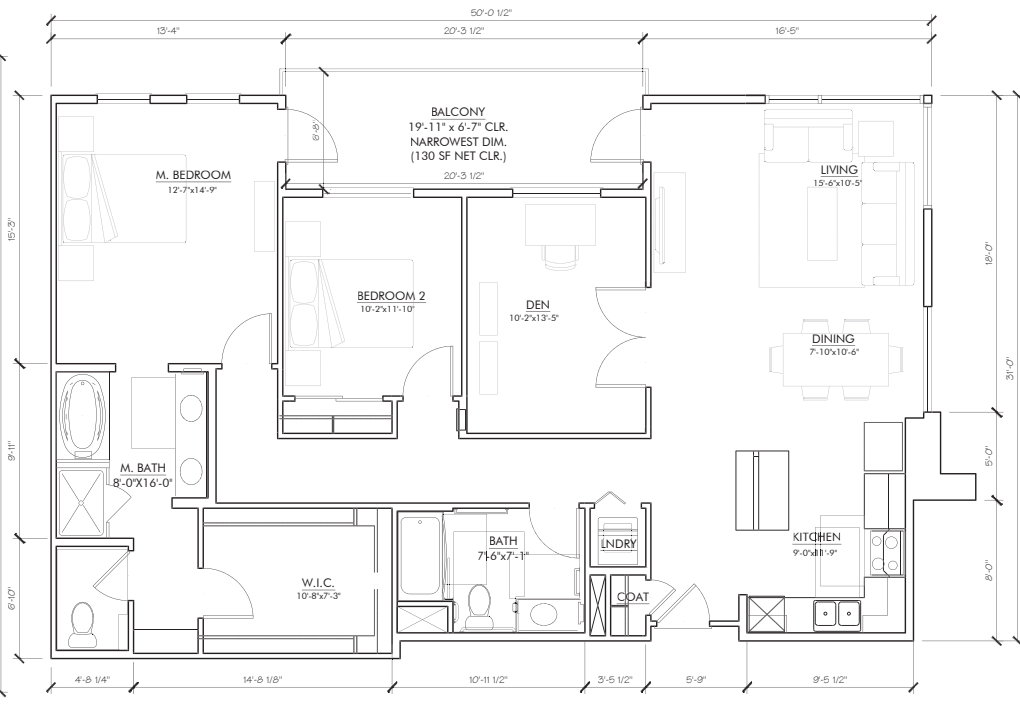 50'-0 1/2"
13'-4"
20'-3 1/2"
16'-5"
BALCONY
19'-11" x 6'-7" CLR.
NARROWEST DIM.
(130 SF NET CLR.)
6'-8"
20'-3 1/2"
M. BEDROOM
12'-7"x14'-9"
LIVING
15'-6"x10'-5"
15'-3"
18'-0"
BEDROOM 2
10'-2"x11'-10"
DEN
10'-2"x13'-5"
DINING
7'-10"x10'-6"
31'-0"
9'-11"
M. BATH
8'-0"X16'-0"
5'-0"
BATH
7'-6"x7'-1"
LNDRY
KITCHEN
9'-0"x11'-9"
8'-0"
6'-10"
W.I.C.
10'-8"x7'-3"
COAT
4'-8 1/4"
14'-8 1/8"
10'-11 1/2"
3'-5 1/2"
5'-9"
9'-5 1/2"